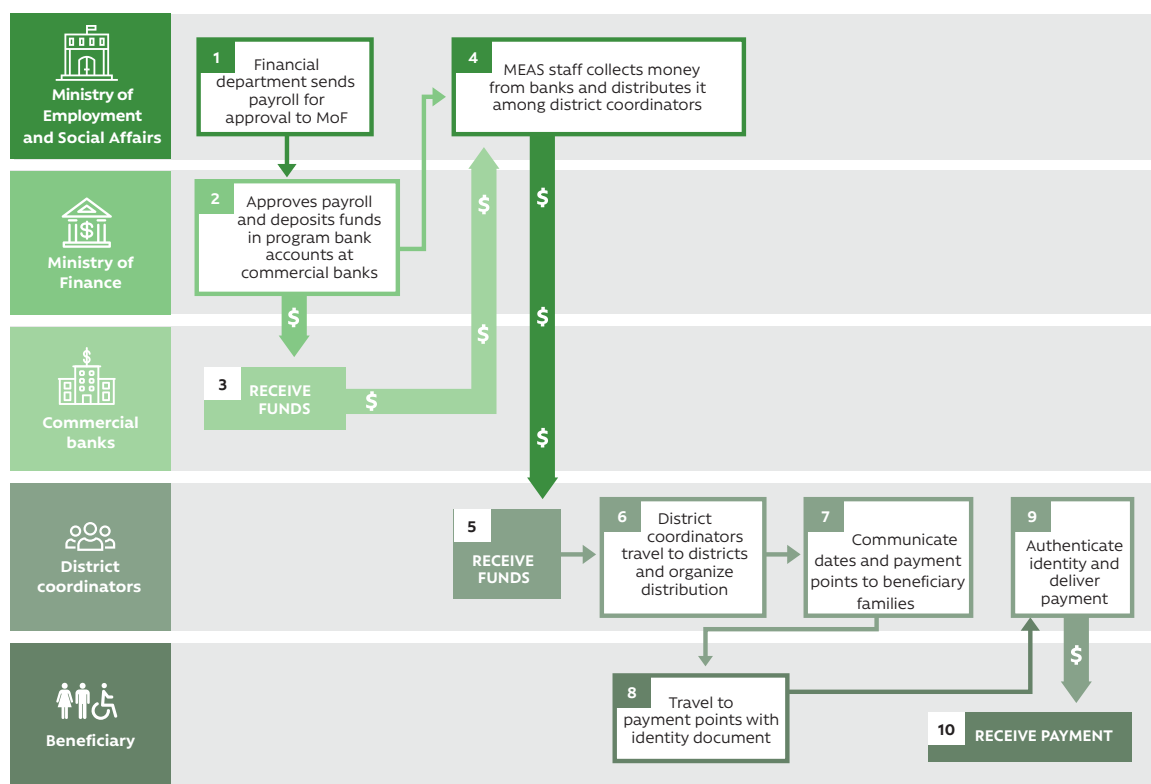 Ministry of
Employment
and Social Affairs
1
Financial
department sends
payroll for
approval to MoF
4
MEAS staff collects money
from banks and distributes it
among district coordinators
Ministry of
Finance
2
Approves payroll
and deposits funds
in program bank
accounts at
commercial banks
$
$
$
$
$
$
$
$
Commercial
banks
3
RECEIVE
FUNDS
$
District
coordinators
5
RECEIVE
FUNDS
6
District
coordinators
travel to districts
and organize
distribution
7
Communicate
dates and payment
points to beneficiary
families
9
Authenticate
identity and
deliver
payment
$
Beneficiary
8
Travel to
payment points with
identity document
10
RECEIVE PAYMENT